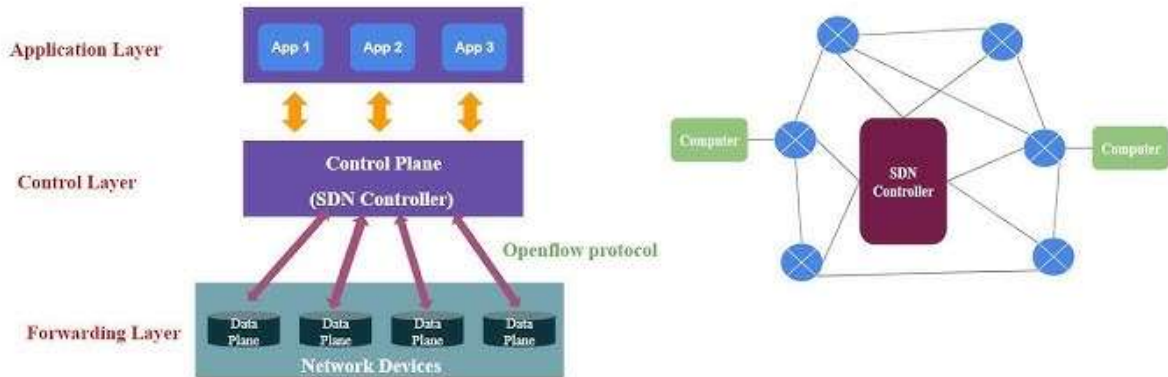 Application Layer
App 1
App 2
App 3
Control Layer
Control Plane
(SDN Controller)
Openflow protocol
Forwarding Layer
Data
Plane
Data
Plane
Data
Plane
Data
Plane
Network Devices
Computer
SDN
Controller
Computer